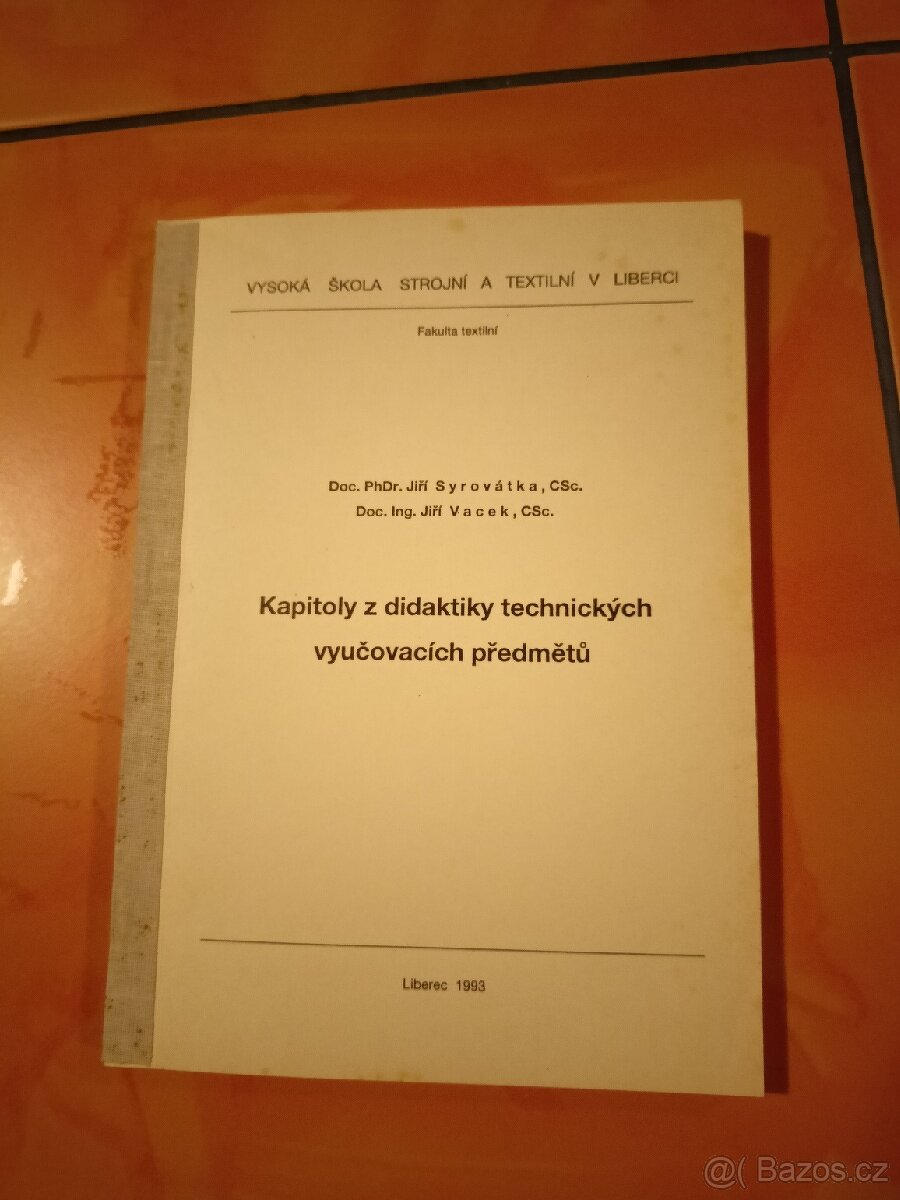 VYSOKÁ ŠKOLA STROJNÍ A TEXTILNÍ V LIBERCI
Fakulta textilní
Doc. PhDr. Jiří Syrovátka, CSc.
Doc. Ing. Jiří Vacek, CSc.
Kapitoly z didaktiky technických
vyučovacích předmětů
Liberec 1993
@( Bazos.cz